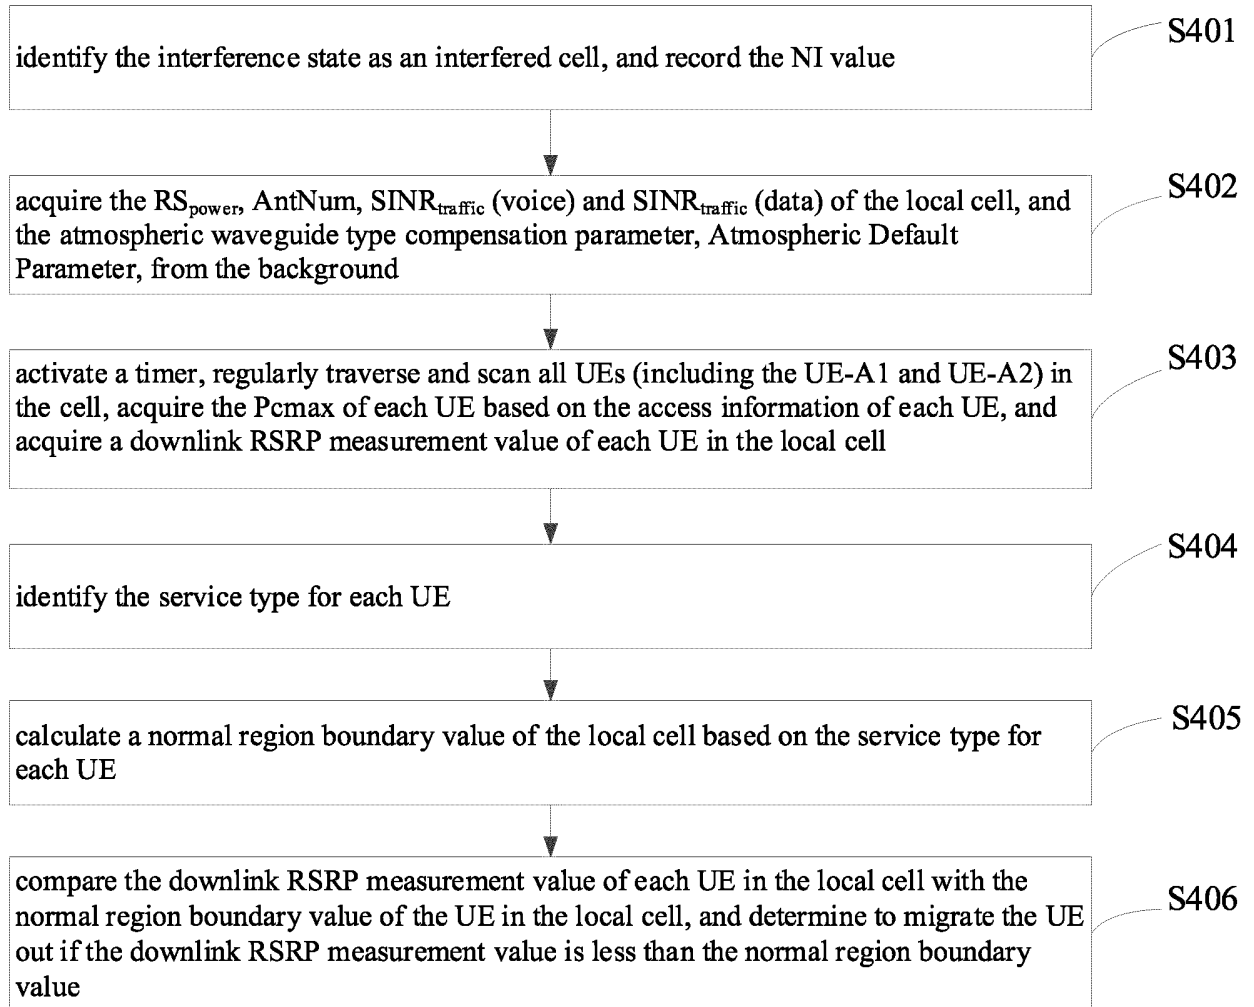 identify the interference state as an interfered cell, and record the NI value
S401
acquire the RSpower, AntNum, SINRtraffic (voice) and SINRtraffic (data) of the local cell, and
the atmospheric waveguide type compensation parameter, Atmospheric Default
Parameter, from the background
S402
activate a timer, regularly traverse and scan all UEs (including the UE-A1 and UE-A2) in
the cell, acquire the Pcmax of each UE based on the access information of each UE, and
acquire a downlink RSRP measurement value of each UE in the local cell
S403
identify the service type for each UE
S404
calculate a normal region boundary value of the local cell based on the service type for
each UE
S405
compare the downlink RSRP measurement value of each UE in the local cell with the
normal region boundary value of the UE in the local cell, and determine to migrate the UE
out if the downlink RSRP measurement value is less than the normal region boundary
value
S406